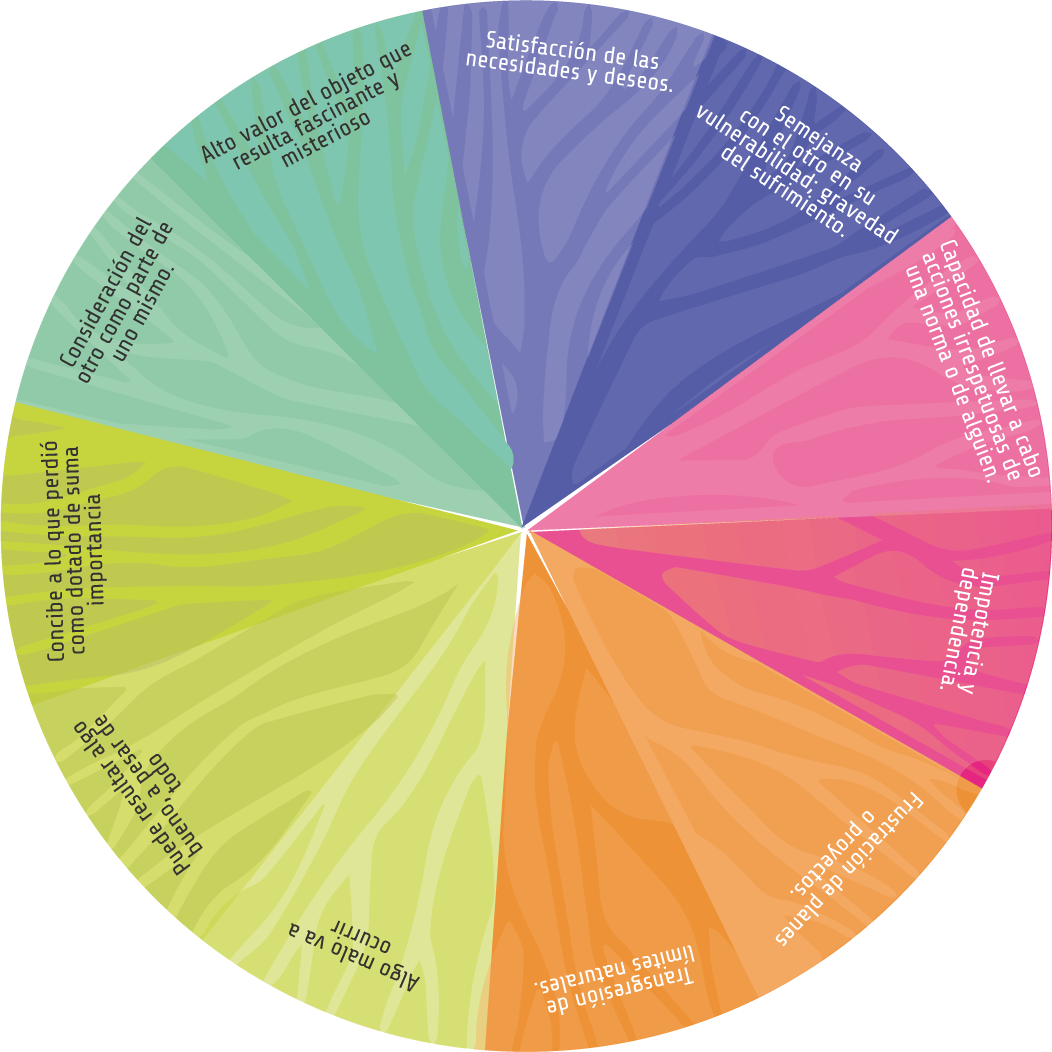 Satisfacción de las
necesidades y deseos.
Semejanza
con el otro en su
vulnerabilidad; gravedad
del sufrimiento.
Capacidad de llevar a cabo
acciones irrespetuosas de
una norma o de alguien.
Impotencia y
dependencia.
Frustración de planes
o proyectos.
Transgresión de
límites naturales.
Algo malo va a
ocurrir
Puede resultar algo
bueno, a pesar de
todo
Concibe a lo que perdió
como dotado de suma
importancia
Consideración del
otro como parte de
uno mismo.
Alto valor del objeto que
resulta fascinante y
misterioso